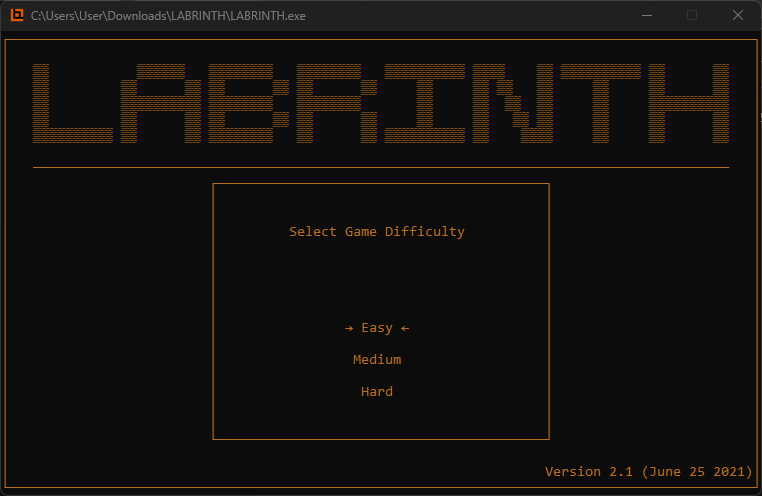 C:\Users\User\Downloads\LABRINTH\LABRINTH.exe
LABRINTH
Select Game Difficulty
→ Easy ←
Medium
Hard
Version 2.1 (June 25 2021)